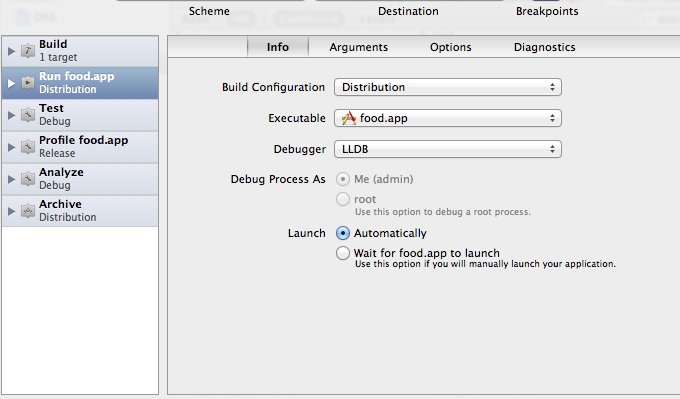 Scheme Destination Breakpoints
Build
1 target
Run food.app
Distribution
Test
Debug
Profile food.app
Release
Analyze
Debug
Archive
Distribution
Info Arguments Options Diagnostics
Build Configuration Distribution
Executable food.app
Debugger LLDB
Debug Process As Me (admin)
root
Use this option to debug a root process.
Launch Automatically
Wait for food.app to launch
Use this option if you will manually launch your application.